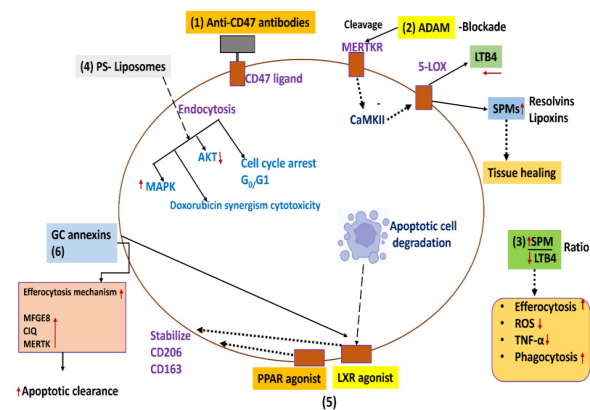 (1) Anti-CD47 antibodies
Cleavage
(2) ADAM -Blockade
MERTKR
5-LOX
LTB4
(4) PS- Liposomes
CD47 ligand
Endocytosis
-
CaMKII
SPMs Resolvins
Lipoxins
AKT
Cell cycle arrest
G0/G1
MAPK
Tissue healing
Doxorubicin synergism cytotoxicity
GC annexins
(6)
Apoptotic cell
degradation
(3) SPM
LTB4
Ratio
Efferocytosis mechanism
MFGE8
CIQ
MERTK
• Efferocytosis
• ROS
• TNF-α
• Phagocytosis
Stabilize
CD206
CD163
Apoptotic clearance
PPAR agonist
LXR agonist
(5)